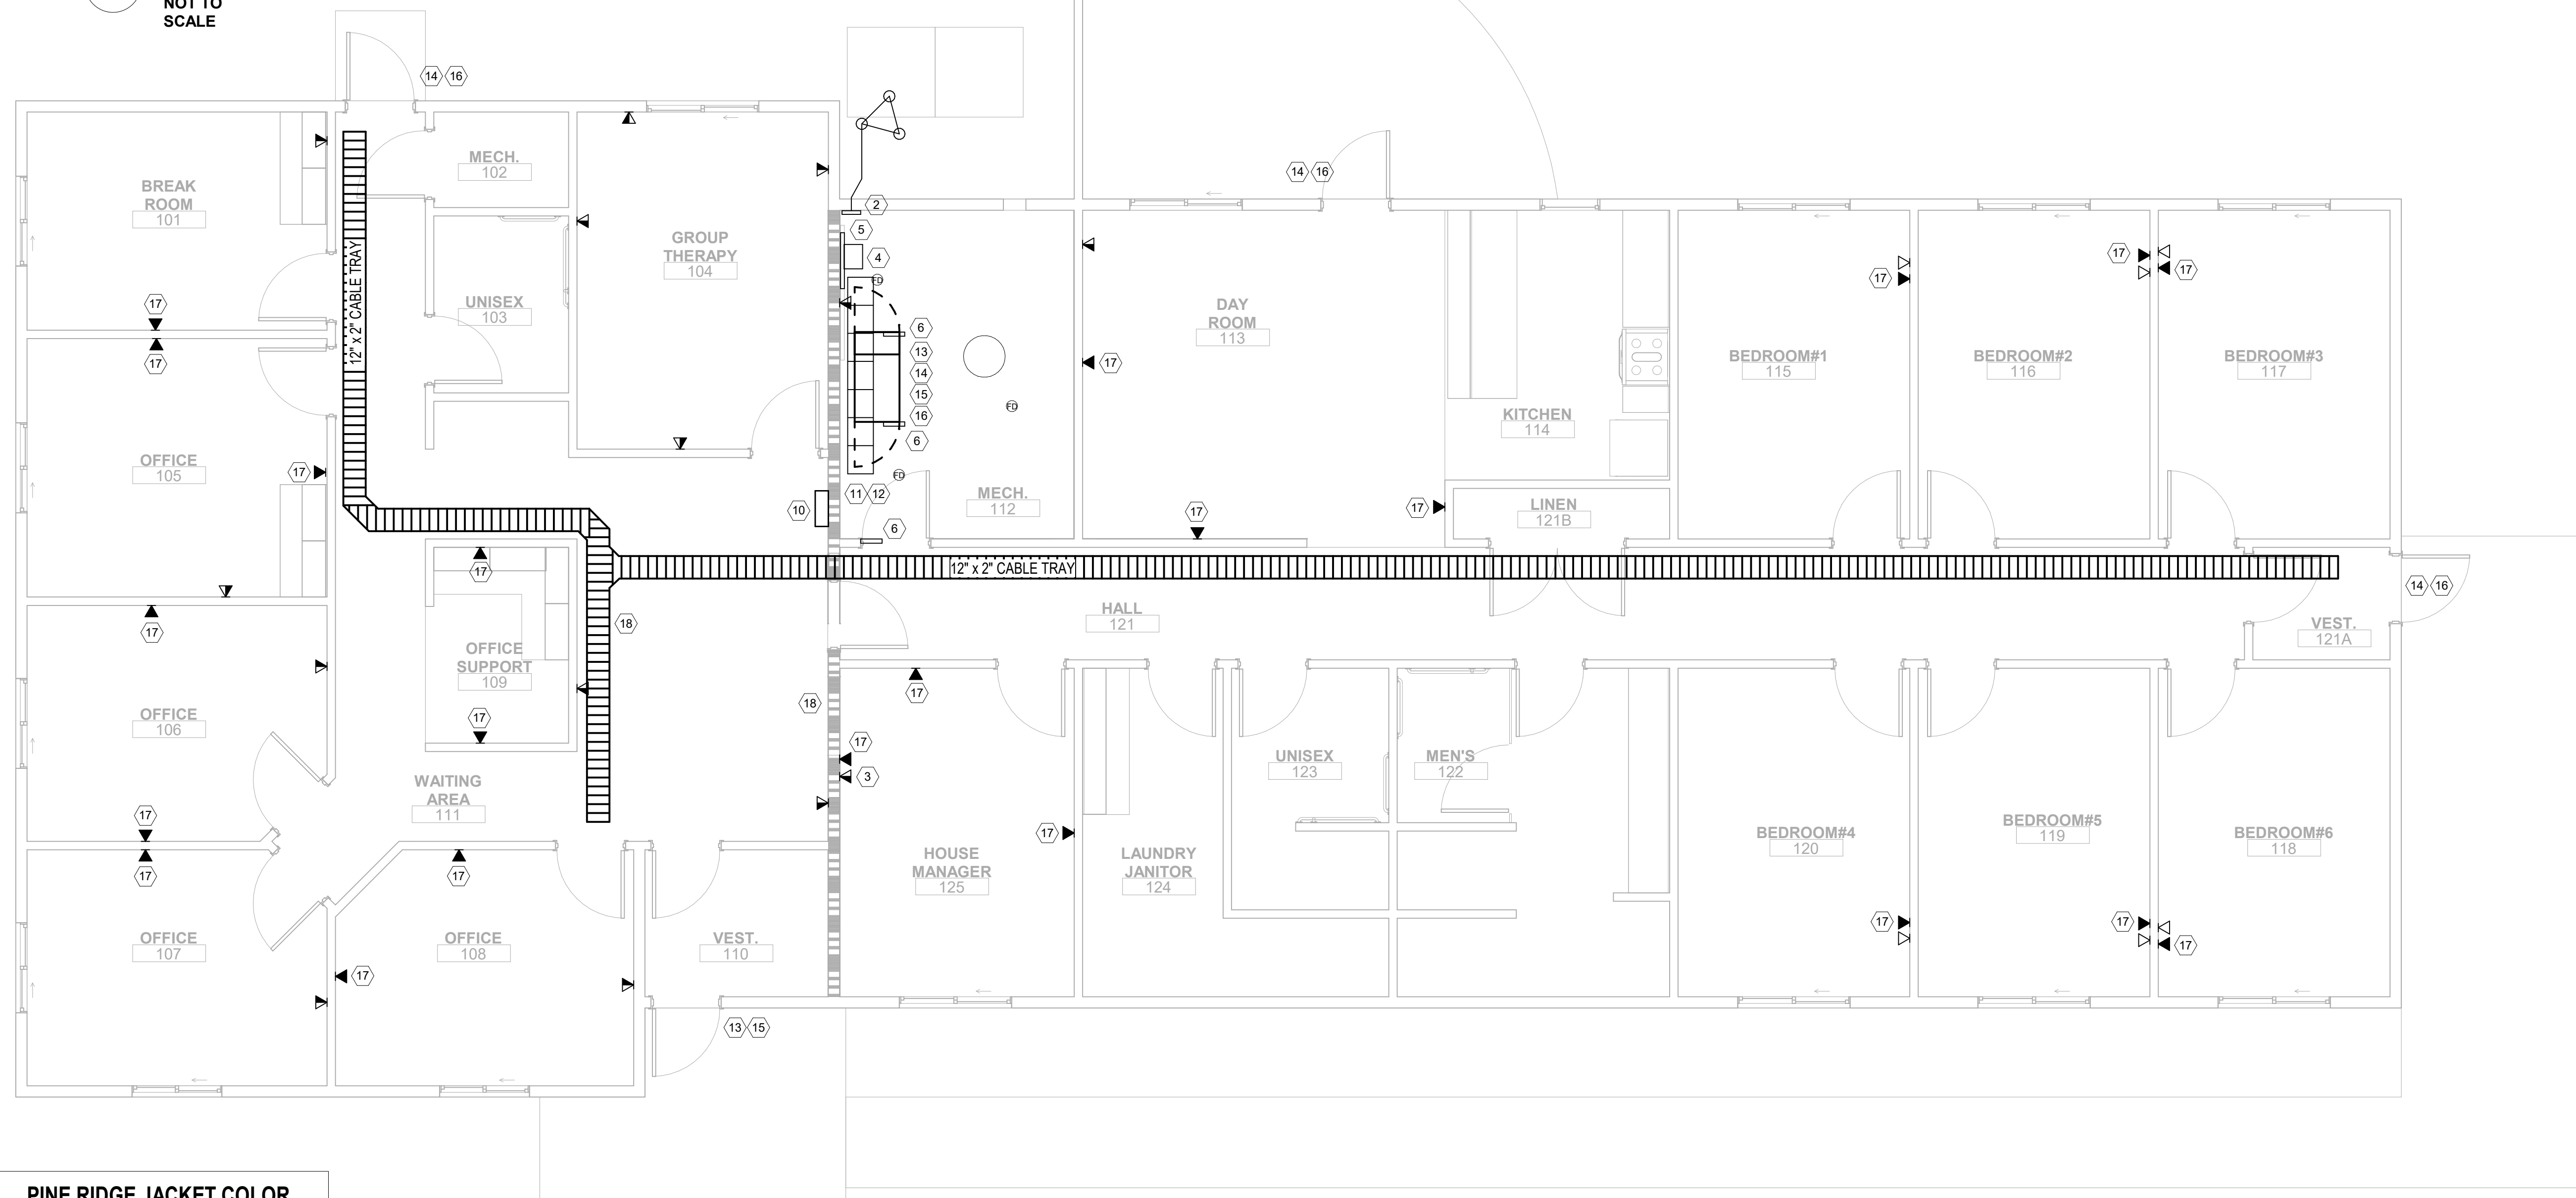 NOT TO
SCALE
14 16
BREAK
ROOM
101
MECH.
102
12" x 2" CABLE TRAY
UNISEX
103
GROUP
THERAPY
104
2
5
4
FD
6
13
14
15
16
6
FD
FD
11 12
10
6
MECH.
112
14 16
DAY
ROOM
113
17
17
17
KITCHEN
114
LINEN
121B
BEDROOM#1
115
17
BEDROOM#2
116
17
BEDROOM#3
117
17
17
17
OFFICE
105
17
17
OFFICE
106
17
17
OFFICE
107
17
17
OFFICE
SUPPORT
109
17
18
WAITING
AREA
111
17
OFFICE
108
17
VEST.
110
13 15
18
12" x 2" CABLE TRAY
HALL
121
17
17
3
HOUSE
MANAGER
125
17
LAUNDRY
JANITOR
124
UNISEX
123
MEN'S
122
BEDROOM#4
120
17
BEDROOM#5
119
17
BEDROOM#6
118
17
VEST.
121A
14 16
PINE RIDGE JACKET COLOR